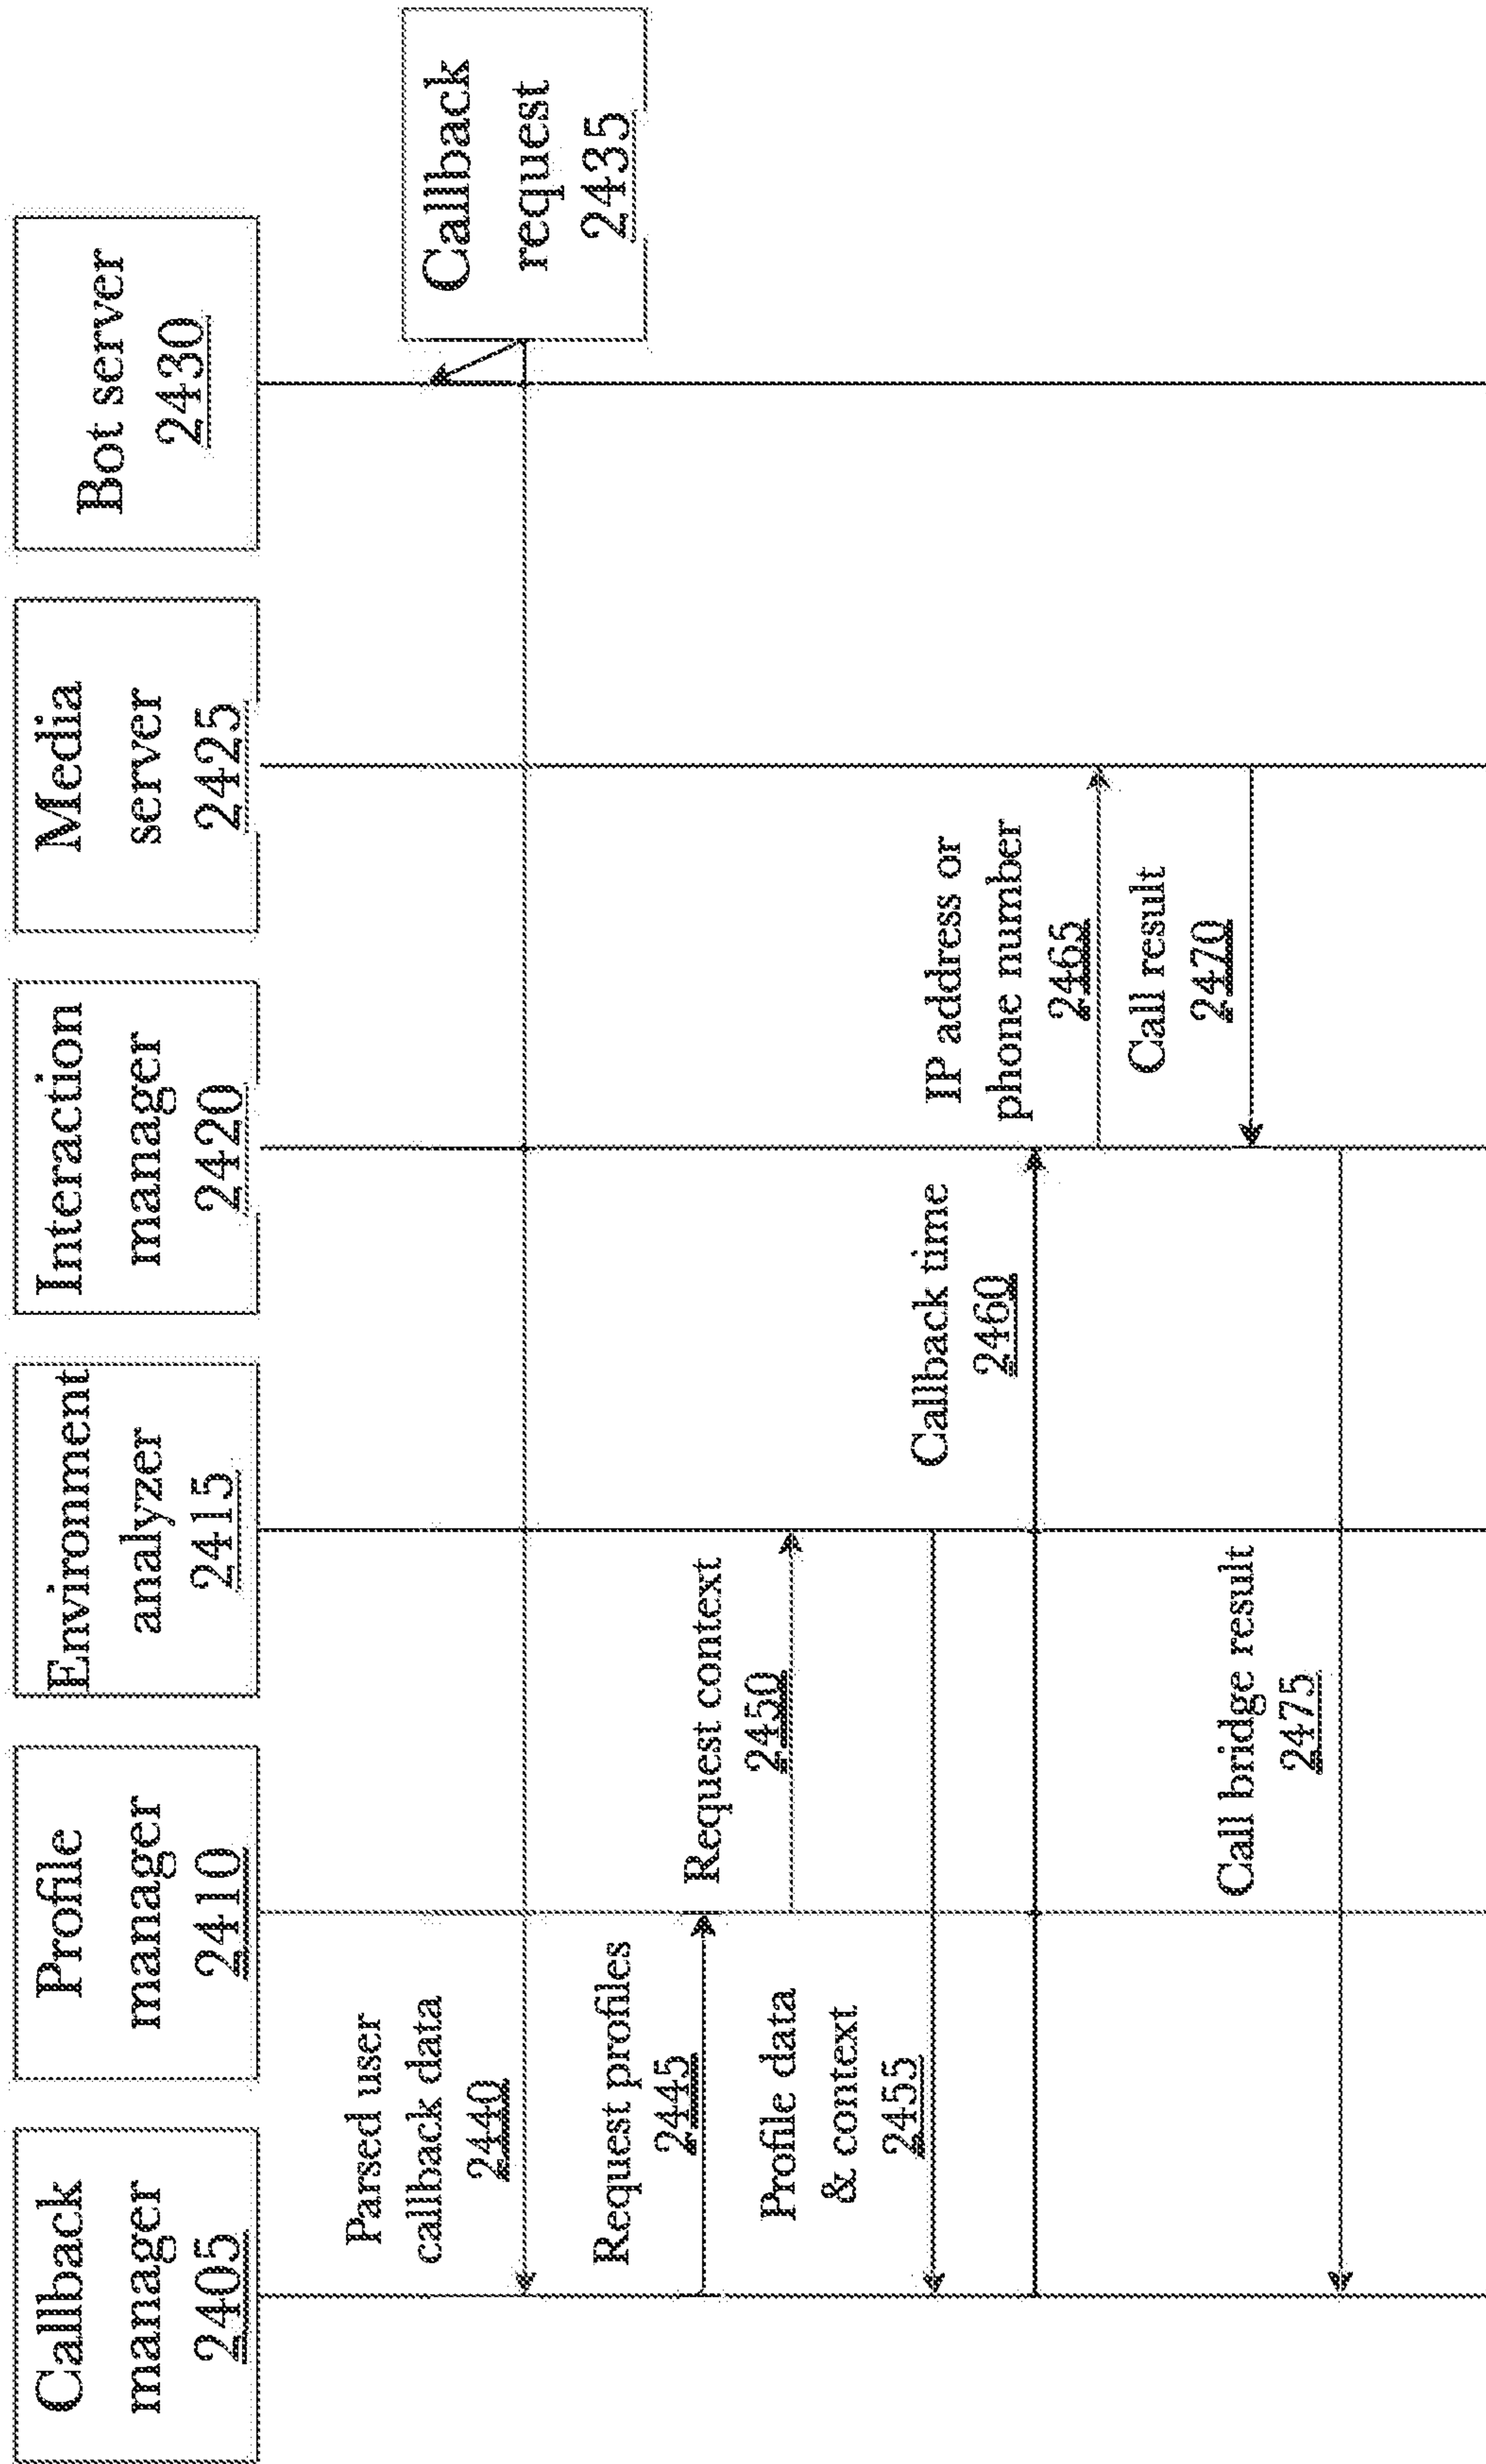 Callback
manager
2405
Profile
manager
2410
Environment
analyzer
2415
Interaction
manager
2420
Media
server
2425
Bot server
2430
Callback
request
2435
Parsed user
callback data
2440
Request profiles
2445
Request context
2450
Profile data
& context
2455
Callback time
2460
IP address or
phone number
2465
Call result
2470
Call bridge result
2475